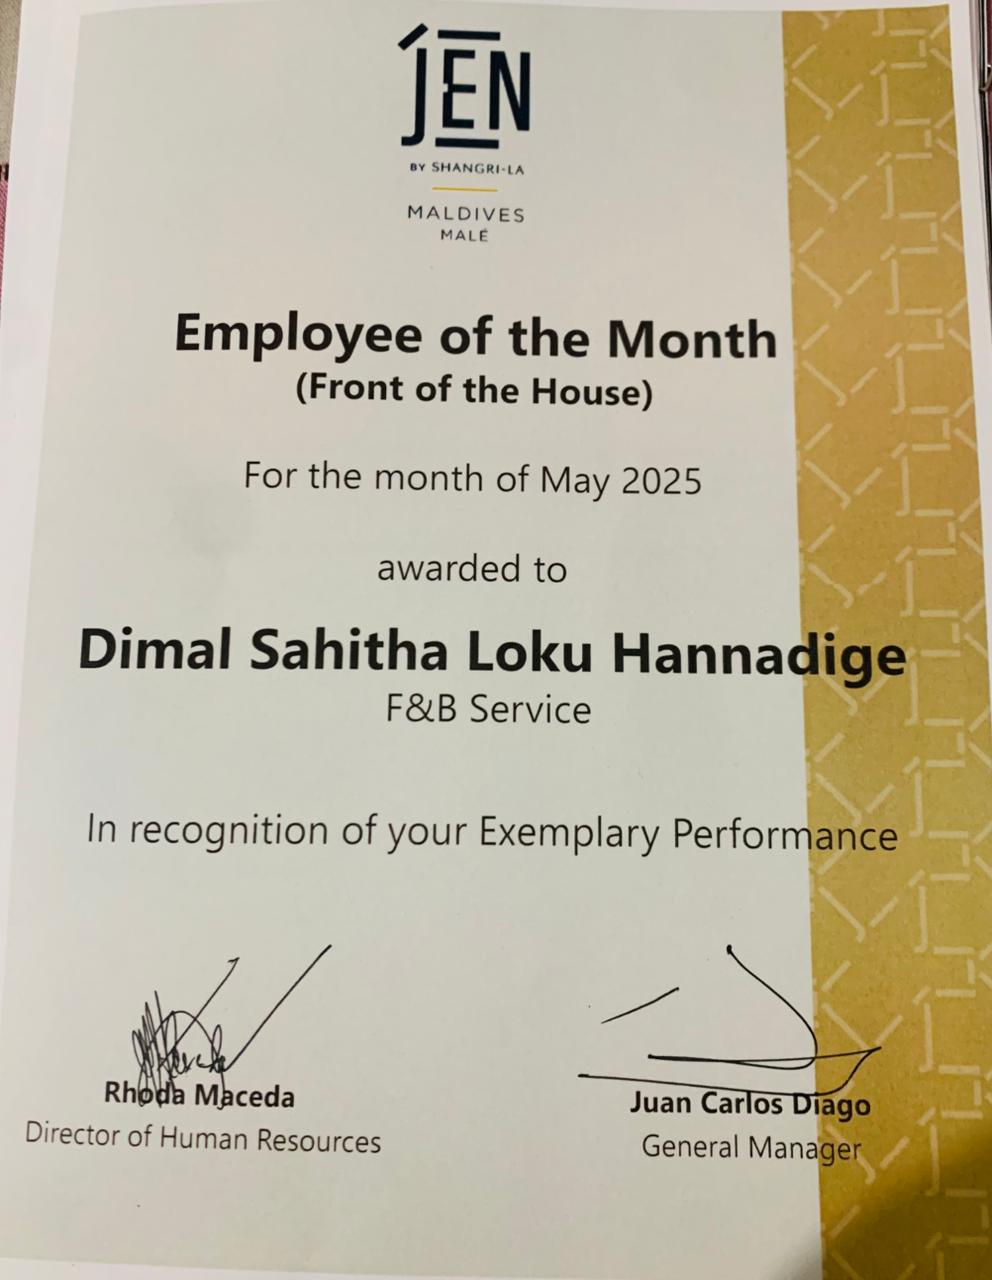 JEN
BY SHANGRI-LA
MALDIVES
MALÉ
Employee of the Month
(Front of the House)
For the month of May 2025
awarded to
Dimal Sahitha Loku Hannadige
F&B Service
In recognition of your Exemplary Performance
Rhoda Maceda
Director of Human Resources
Juan Carlos Diago
General Manager